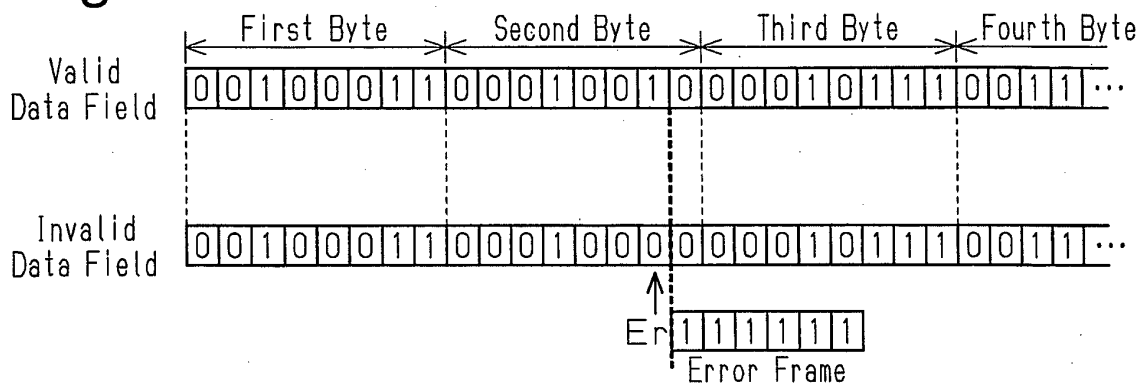 First Byte Second Byte Third Byte Fourth Byte
Valid
Data Field
0 0 1 0 0 0 1 1 0 0 0 1 0 0 1 0 0 0 0 1 0 1 1 1 0 0 1 1 ...
Invalid
Data Field
0 0 1 0 0 0 1 1 0 0 0 1 0 0 0 0 0 0 0 1 0 1 1 1 0 0 1 1 ...
Er 1 1 1 1 1 1
Error Frame